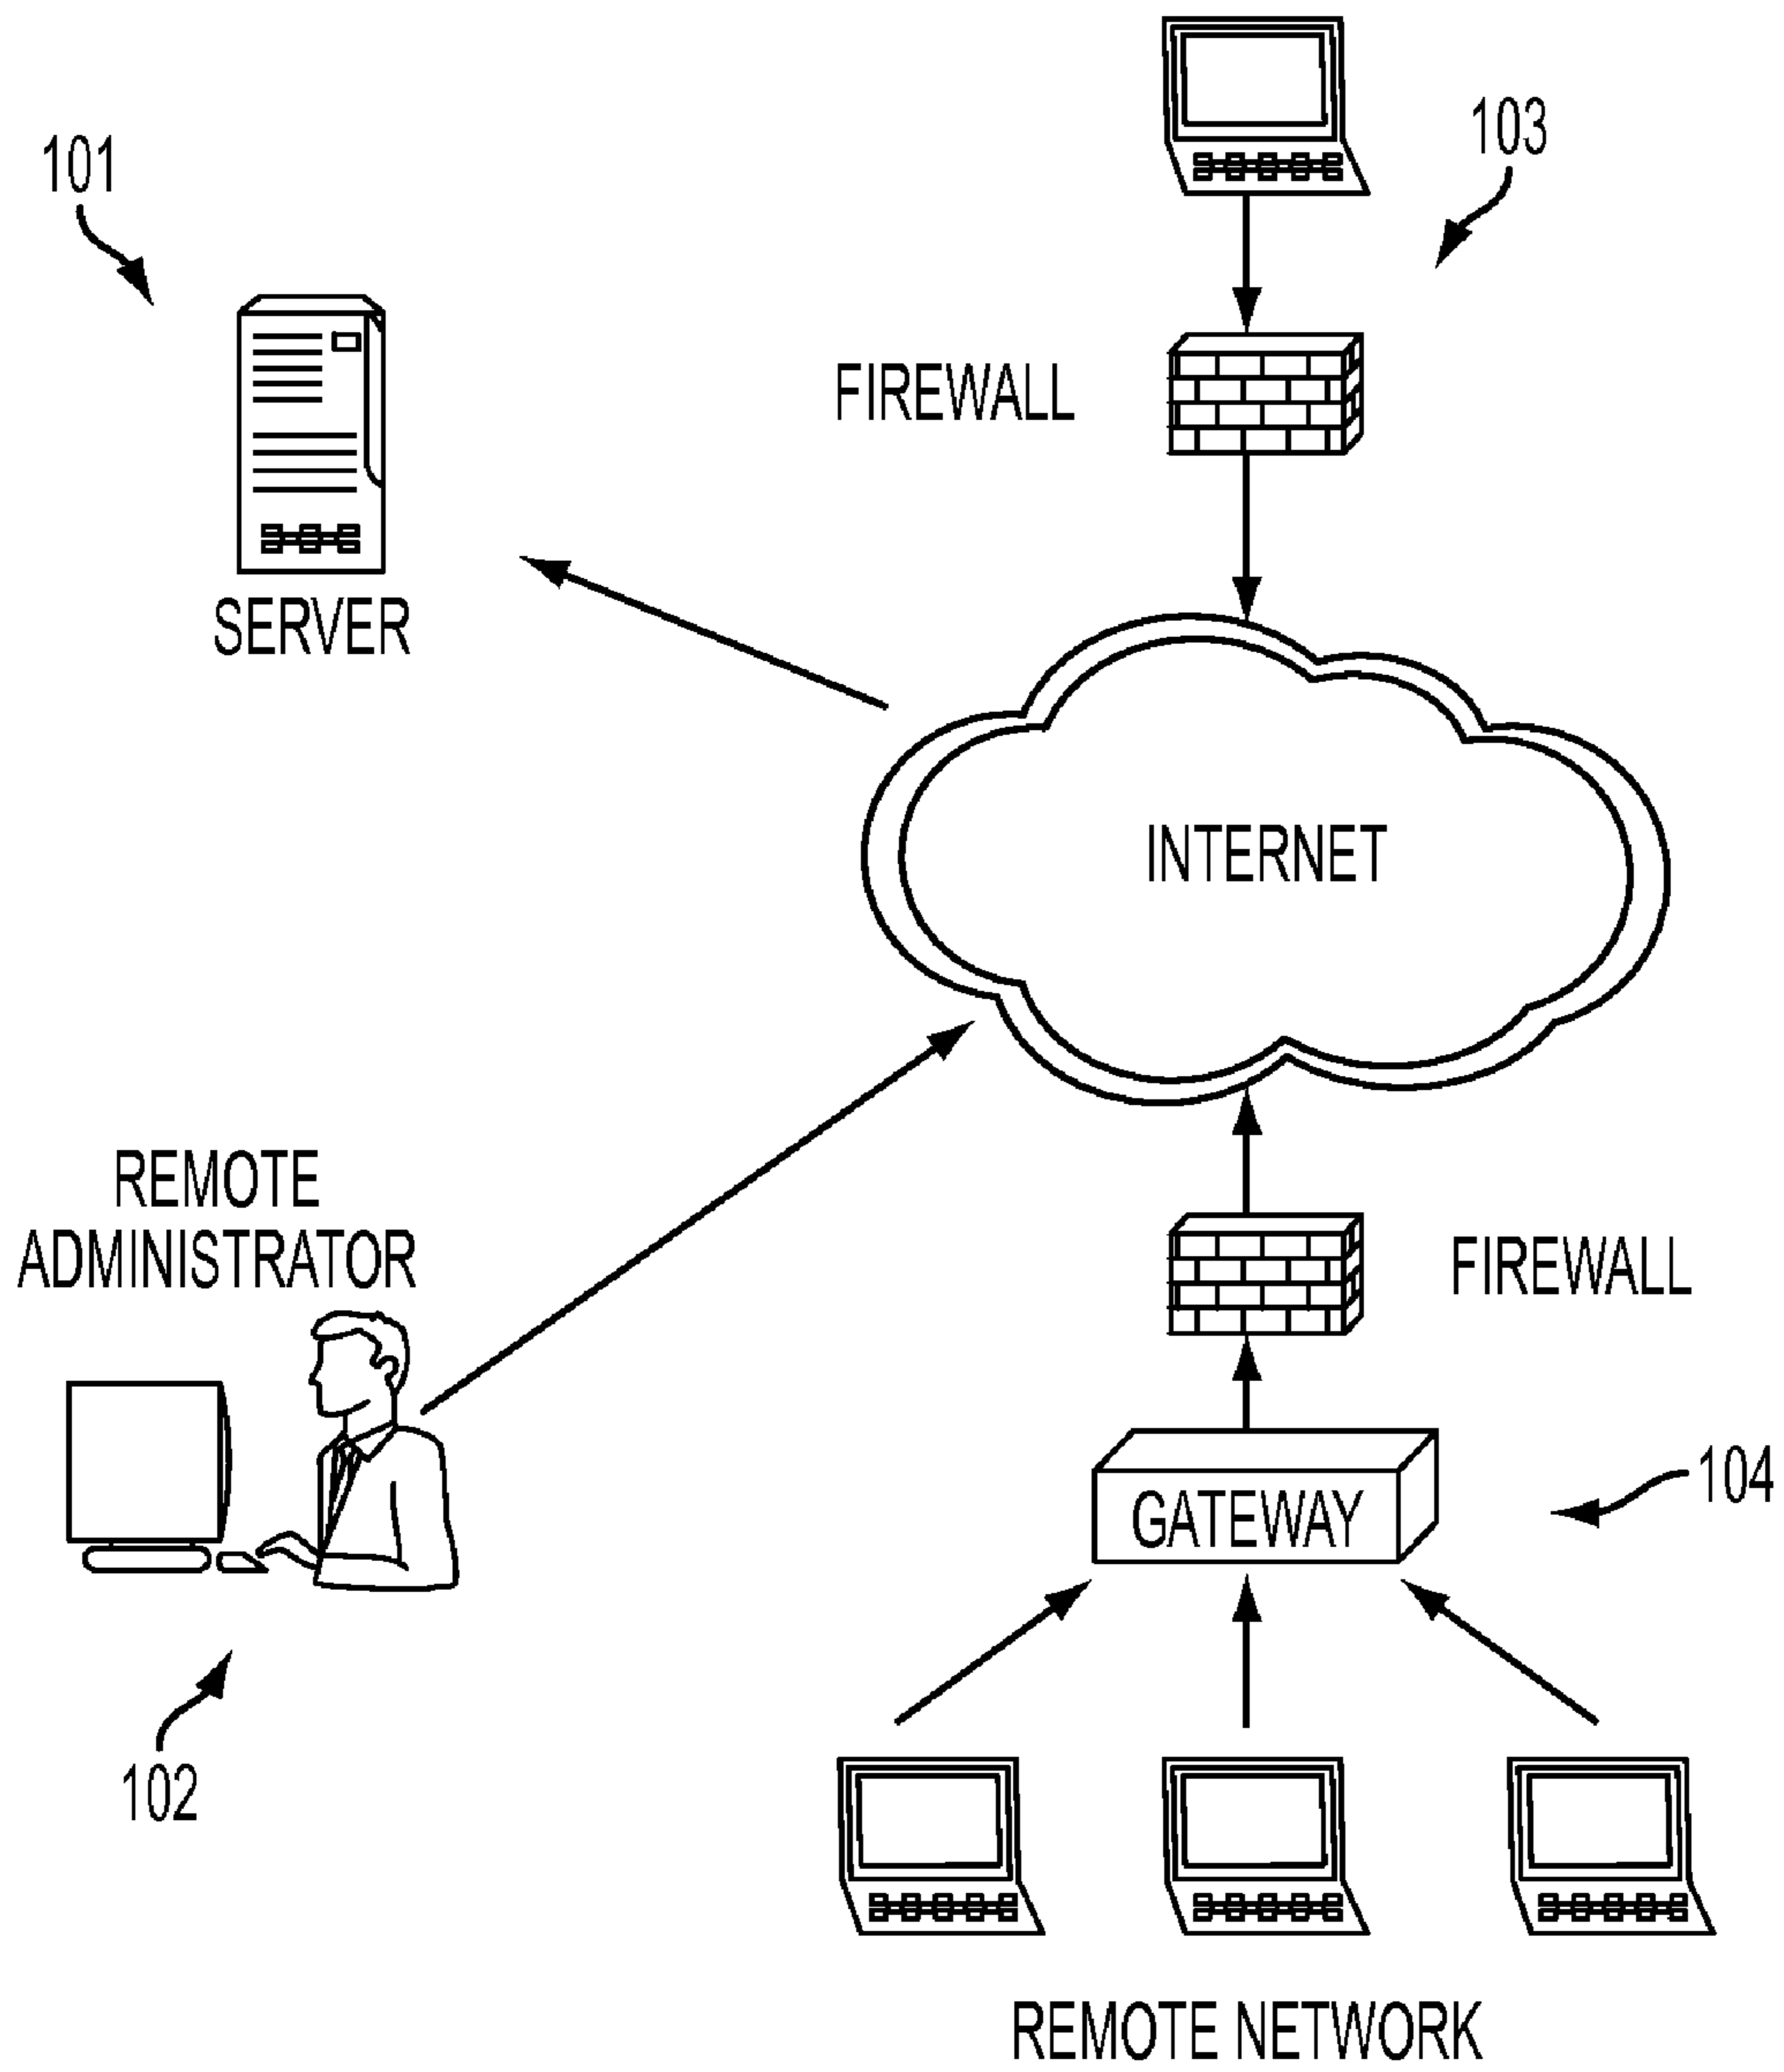 103
101
FIREWALL
SERVER
INTERNET
REMOTE
ADMINISTRATOR
FIREWALL
GATEWAY
104
102
REMOTE NETWORK